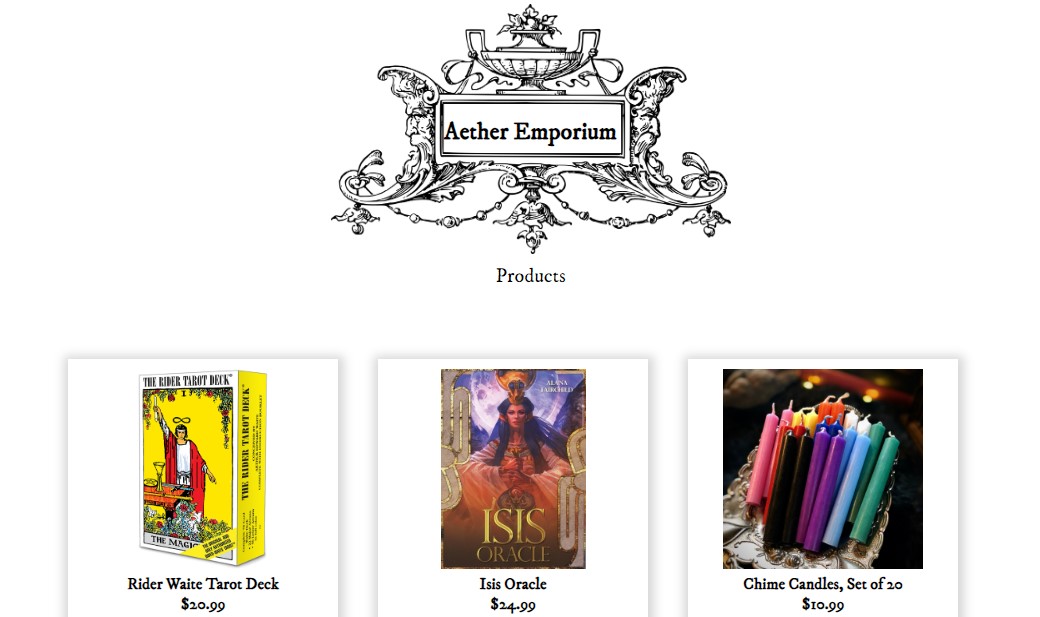 Aether Emporium
Products
THE RIDER TAROT DECK
I
THE RIDER TAROT DECK
THE MAGIC
ALANA
FAIRCHILD
ISIS
ORACLE
Rider Waite Tarot Deck
$20.99
Isis Oracle
$24.99
Chime Candles, Set of 20
$10.99